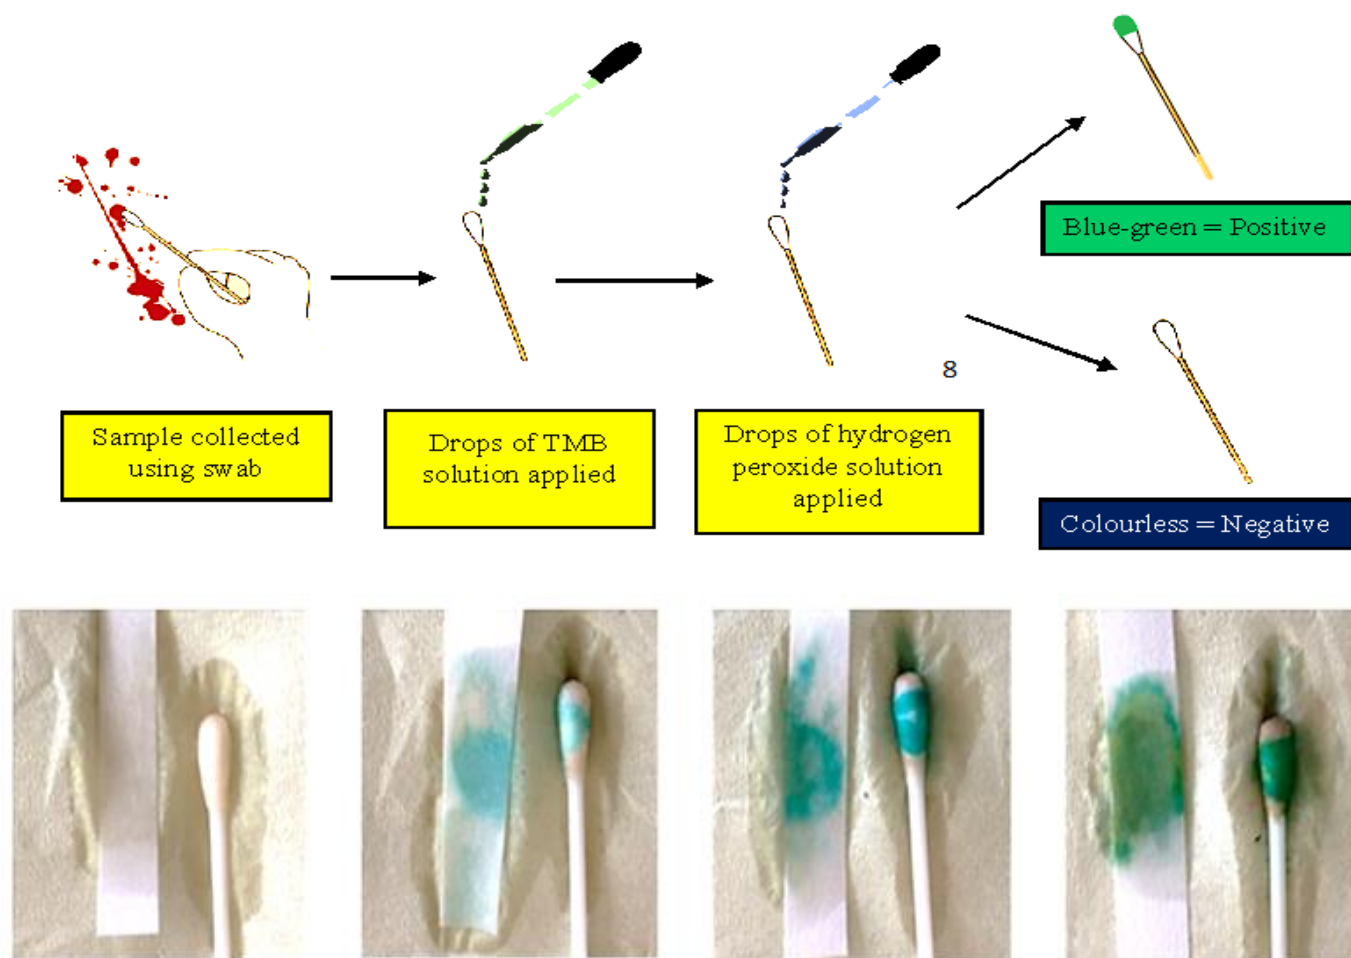 Blue-green = Positive
8
Sample collected
using swab
Drops of TMB
solution applied
Drops of hydrogen
peroxide solution
applied
Colourless = Negative